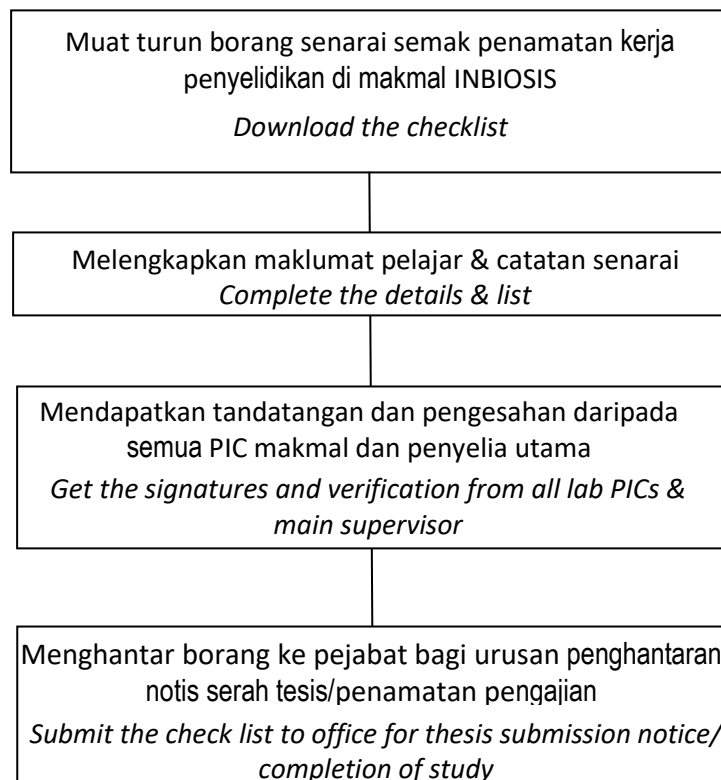 Muat turun borang senarai semak penamatan kerja
penyelidikan di makmal INBIOSIS
Download the checklist
Melengkapkan maklumat pelajar & catatan senarai
Complete the details & list
Mendapatkan tandatangan dan pengesahan daripada
semua PIC makmal dan penyelia utama
Get the signatures and verification from all lab PICs &
main supervisor
Menghantar borang ke pejabat bagi urusan penghantaran
notis serah tesis/penamatan pengajian
Submit the check list to office for thesis submission notice/
completion of study